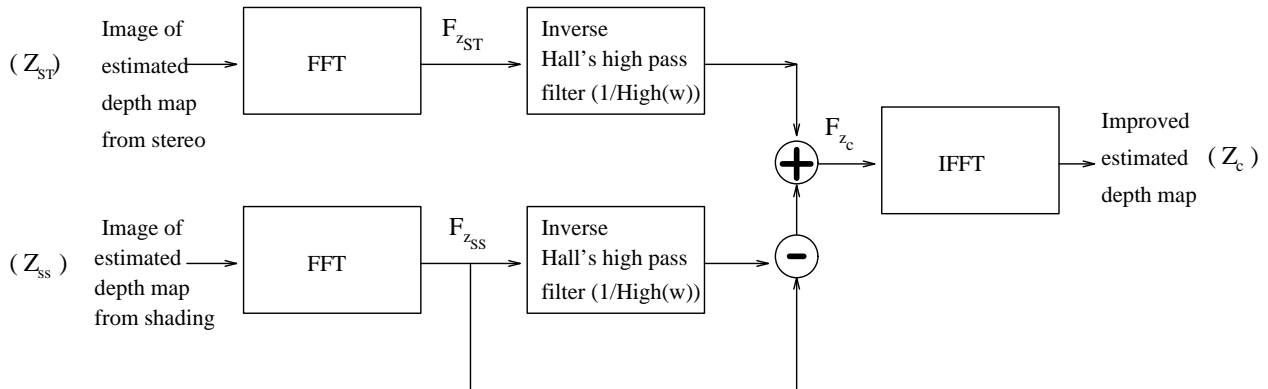 ( Z_ST )
Image of
estimated
depth map
from stereo
FFT
F_z_ST
Inverse
Hall's high pass
filter (1/High(w))
+
F_z_c
IFFT
Improved
estimated
depth map
( Z_c )
( Z_ss )
Image of
estimated
depth map
from shading
FFT
F_z_SS
Inverse
Hall's high pass
filter (1/High(w))
-